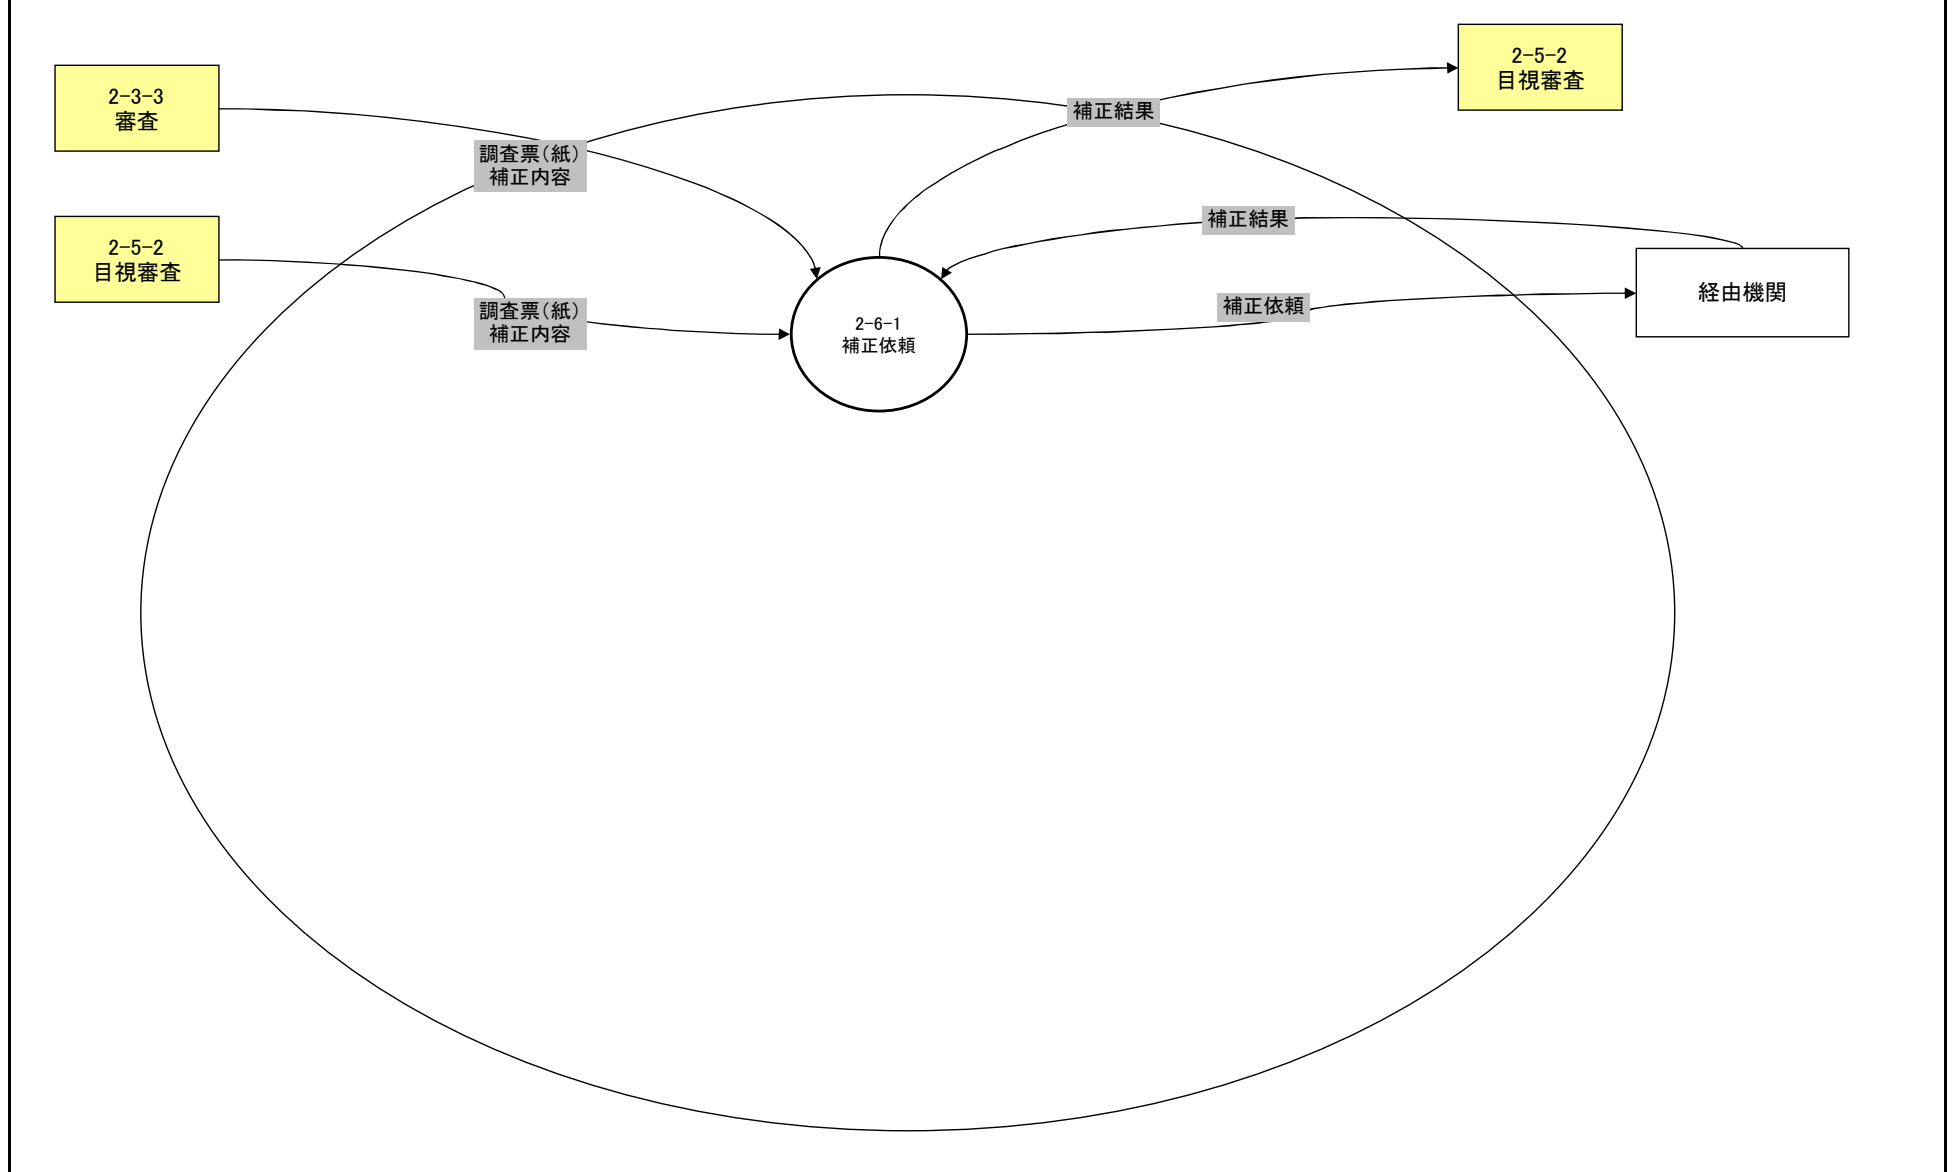 2-5-2
目視審査
2-3-3
審査
補正結果
調査票(紙)
補正内容
2-5-2
目視審査
補正結果
経由機関
調査票(紙)
補正内容
補正依頼
2-6-1
補正依頼